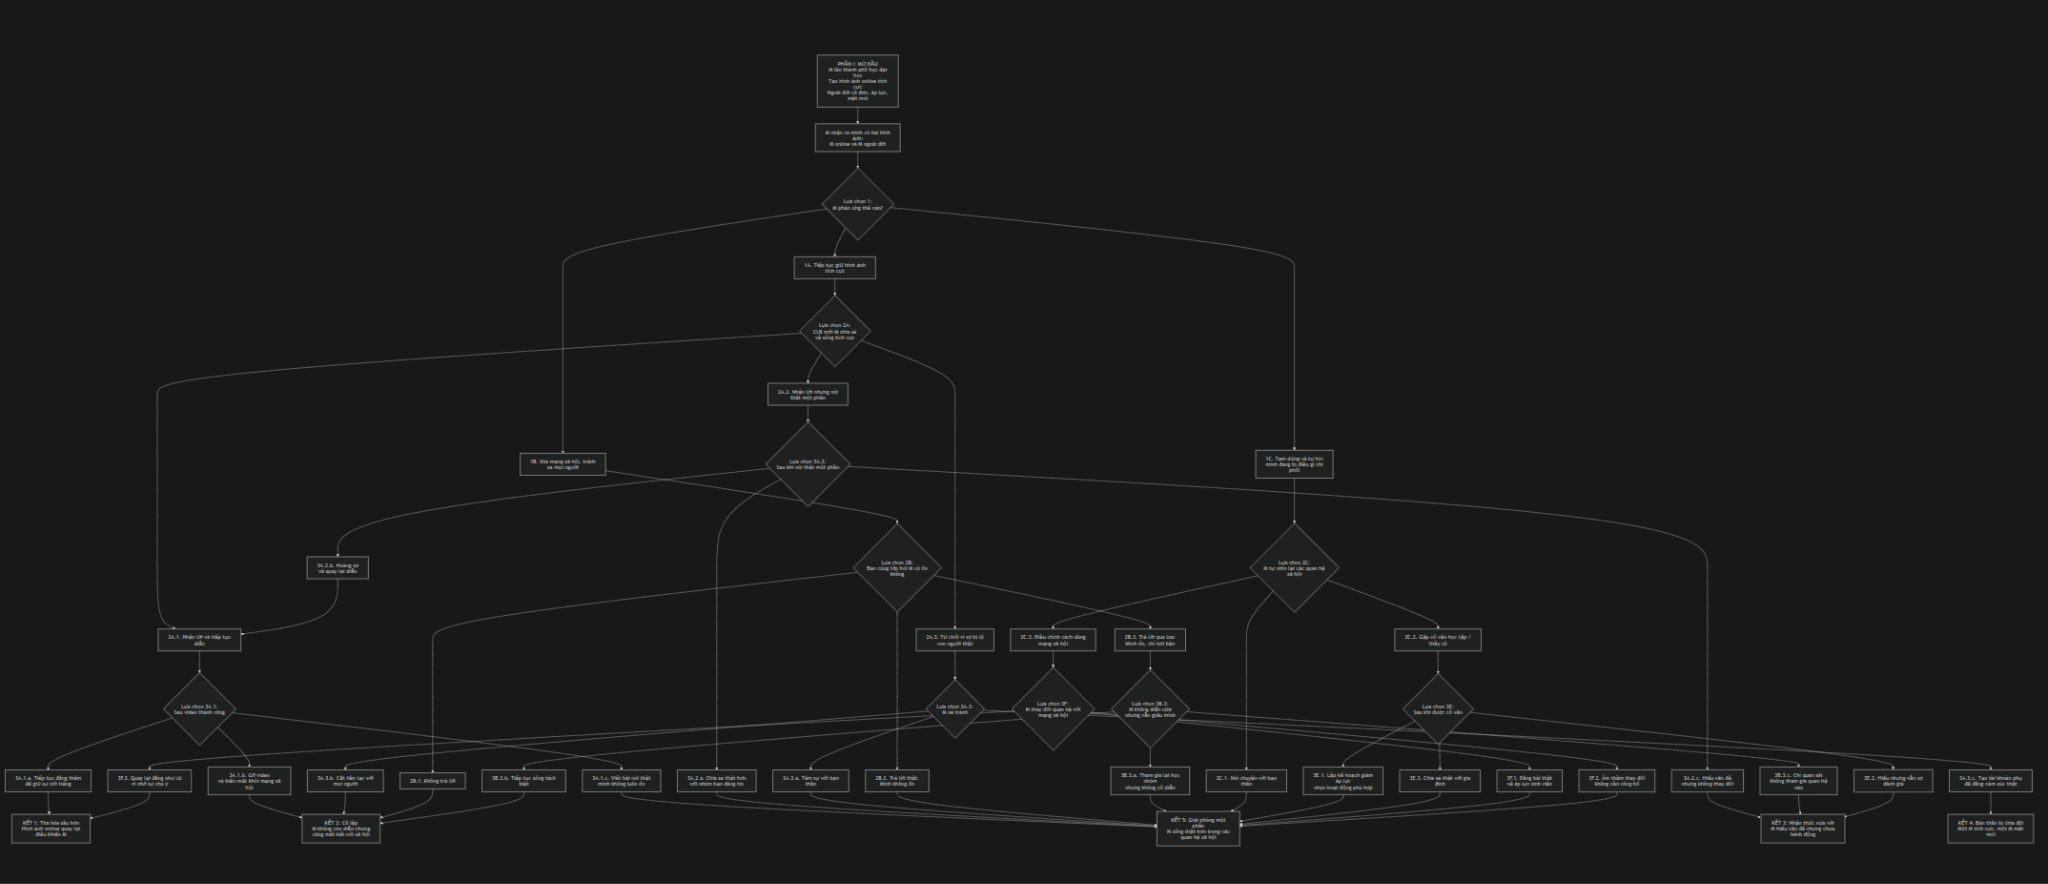 PHẦN I: MỞ ĐẦU
M lên thành phố học đại
học
Tạo hình ảnh online tích
cực
Ngoài đời cô đơn, áp lực,
mệt mỏi
M nhận ra mình có hai hình
ảnh:
M online và M ngoài đời
Lựa chọn 1:
M phản ứng thế nào?
1A. Tiếp tục giữ hình ảnh
tích cực
Lựa chọn 2A:
CLB mời M chia sẻ
về sống tích cực
2A.2. Nhận lời nhưng nói
thật một phần
1B. Xóa mạng xã hội, tránh
xa mọi người
Lựa chọn 3A.2:
Sau khi nói thật một phần
1C. Tạm dừng và tự hỏi
mình đang bị điều gì chi
phối
3A.2.b. Hoảng sợ
và quay lại diễn
Lựa chọn 2B:
Bạn cùng lớp hỏi M có ổn
không
Lựa chọn 2C:
M tự nhìn lại các quan hệ
xã hội
2A.1. Nhận lời và tiếp tục
diễn
2A.3. Từ chối vì sợ bị lộ
con người thật
2C.3. Điều chỉnh cách dùng
mạng xã hội
2B.3. Trả lời qua loa:
Mình ổn, chỉ hơi bận
2C.2. Gặp cố vấn học tập /
thầy cô
Lựa chọn 3A.1:
Sau video thành công
Lựa chọn 3A.3:
M né tránh
Lựa chọn 3F:
M thay đổi quan hệ với
mạng xã hội
Lựa chọn 3B.3:
M không diễn nữa
nhưng vẫn giấu mình
Lựa chọn 3E:
Sau khi được cố vấn
3A.1.a. Tiếp tục đăng thêm
để giữ sự nổi tiếng
3F.3. Quay lại đăng như cũ
vì nhớ sự chú ý
3A.1.b. Gỡ video
và biến mất khỏi mạng xã
hội
3A.3.b. Cắt liên lạc với
mọi người
2B.1. Không trả lời
3B.3.b. Tiếp tục sống tách
biệt
3A.1.c. Viết bài nói thật
mình không luôn ổn
3A.2.a. Chia sẻ thật hơn
với nhóm bạn đáng tin
3A.3.a. Tâm sự với bạn
thân
2B.2. Trả lời thật:
Mình không ổn
3B.3.a. Tham gia lại học
nhóm
nhưng không cố diễn
2C.1. Nói chuyện với bạn
thân
3E.1. Lập kế hoạch giảm
áp lực
chọn hoạt động phù hợp
3E.3. Chia sẻ thật với gia
đình
3F.1. Đăng bài thật
về áp lực sinh viên
3F.2. Âm thầm thay đổi
không cần công bố
3A.2.c. Hiểu vấn đề
nhưng không thay đổi
3B.3.c. Chỉ quan sát
không tham gia quan hệ
nào
3E.2. Hiểu nhưng vẫn sợ
đánh giá
3A.3.c. Tạo tài khoản phụ
để đăng cảm xúc thật
KẾT 1: Tha hóa sâu hơn
Hình ảnh online quay lại
điều khiển M
KẾT 2: Cô lập
M không còn diễn nhưng
cũng mất kết nối xã hội
KẾT 5: Giải phóng một
phần
M sống thật hơn trong các
quan hệ xã hội
KẾT 3: Nhận thức nửa vời
M hiểu vấn đề nhưng chưa
hành động
KẾT 4: Bản thân bị chia đôi
Một M tích cực, một M mệt
mỏi